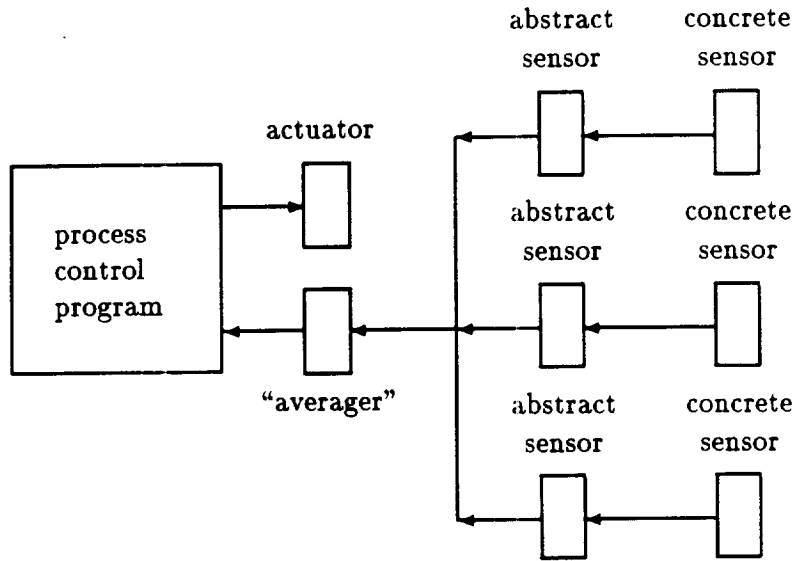 abstract
sensor
concrete
sensor
actuator
process
control
program
abstract
sensor
concrete
sensor
“averager”
abstract
sensor
concrete
sensor